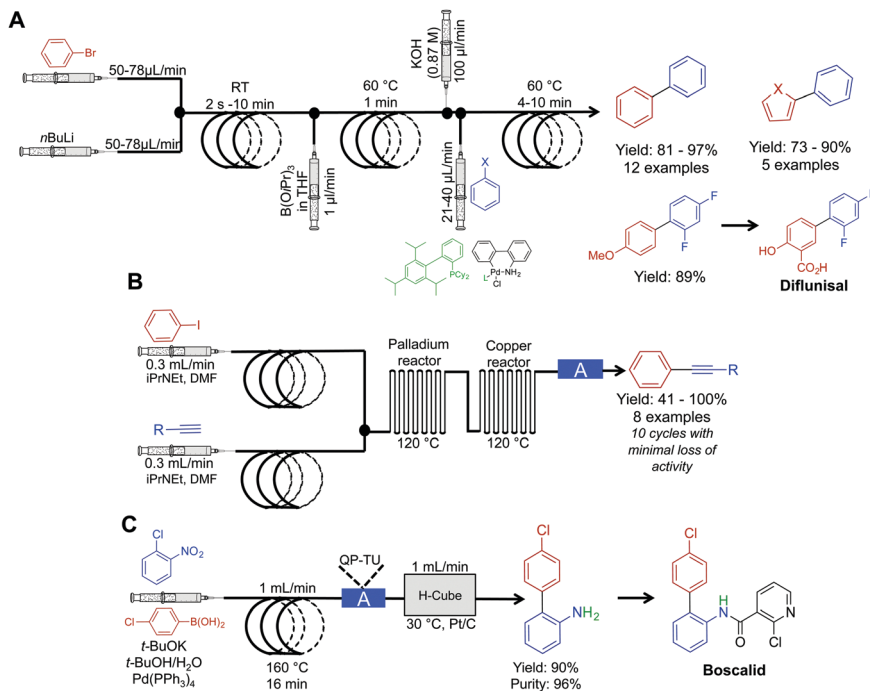 A
Br
50-78µL/min
nBuLi
50-78µL/min
RT
2 s -10 min
B(OiPr)3
in THF
1 µl/min
60 °C
1 min
KOH
(0.87 M)
100 µl/min
21-40 µL/min
X
60 °C
4-10 min
PCy2
L
Pd
NH2
Cl
Yield: 81 - 97%
12 examples
X
Yield: 73 - 90%
5 examples
MeO
F
F
Yield: 89%
HO
CO2H
F
Diflunisal
B
I
0.3 mL/min
iPrNEt, DMF
R
0.3 mL/min
iPrNEt, DMF
Palladium
reactor
120 °C
Copper
reactor
120 °C
A
R
Yield: 41 - 100%
8 examples
10 cycles with
minimal loss of
activity
C
Cl
NO2
Cl
B(OH)2
t-BuOK
t-BuOH/H2O
Pd(PPh3)4
1 mL/min
160 °C
16 min
QP-TU
A
1 mL/min
H-Cube
30 °C, Pt/C
Cl
NH2
Yield: 90%
Purity: 96%
Cl
H
N
O
N
Cl
Boscalid